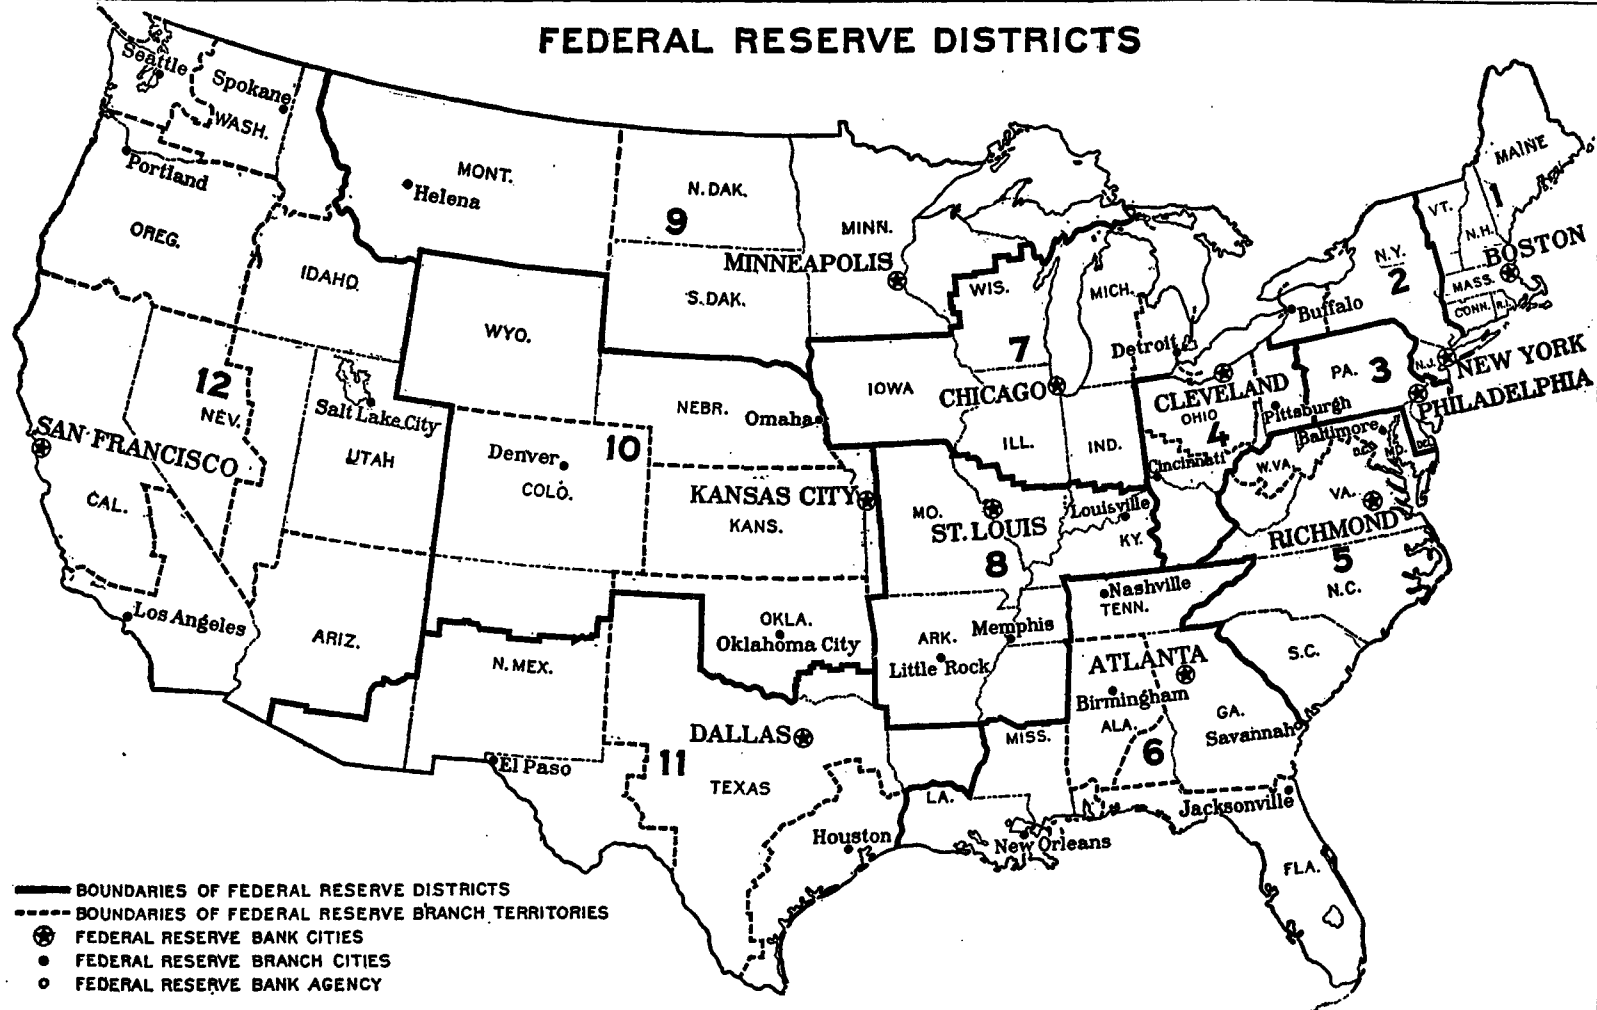 FEDERAL RESERVE DISTRICTS
Seattle
Spokane
WASH.
Portland
OREG.
MONT.
Helena
IDAHO
N. DAK.
9
MINN.
MINNEAPOLIS
S. DAK.
WYO.
WIS.
MICH.
7
Detroit
MAINE
1
VT.
N.H.
BOSTON
MASS.
CONN.
R.I.
N.Y.
2
Buffalo
N.J.
NEW YORK
PA.
3
PHILADELPHIA
Pittsburgh
CLEVELAND
OHIO
4
Cincinnati
IOWA
CHICAGO
ILL.
IND.
NEBR.
Omaha
12
NEV.
SAN FRANCISCO
CAL.
Salt Lake City
UTAH
Denver
COLO.
10
KANSAS CITY
KANS.
MO.
ST. LOUIS
8
Louisville
KY.
Baltimore
D.C.
MD.
DEL.
W.VA.
VA.
RICHMOND
5
N.C.
Los Angeles
ARIZ.
N. MEX.
OKLA.
Oklahoma City
ARK.
Little Rock
Memphis
Nashville
TENN.
ATLANTA
Birmingham
ALA.
6
GA.
Savannah
S.C.
El Paso
11
DALLAS
TEXAS
Houston
LA.
MISS.
New Orleans
Jacksonville
FLA.
BOUNDARIES OF FEDERAL RESERVE DISTRICTS
BOUNDARIES OF FEDERAL RESERVE BRANCH TERRITORIES
FEDERAL RESERVE BANK CITIES
FEDERAL RESERVE BRANCH CITIES
FEDERAL RESERVE BANK AGENCY